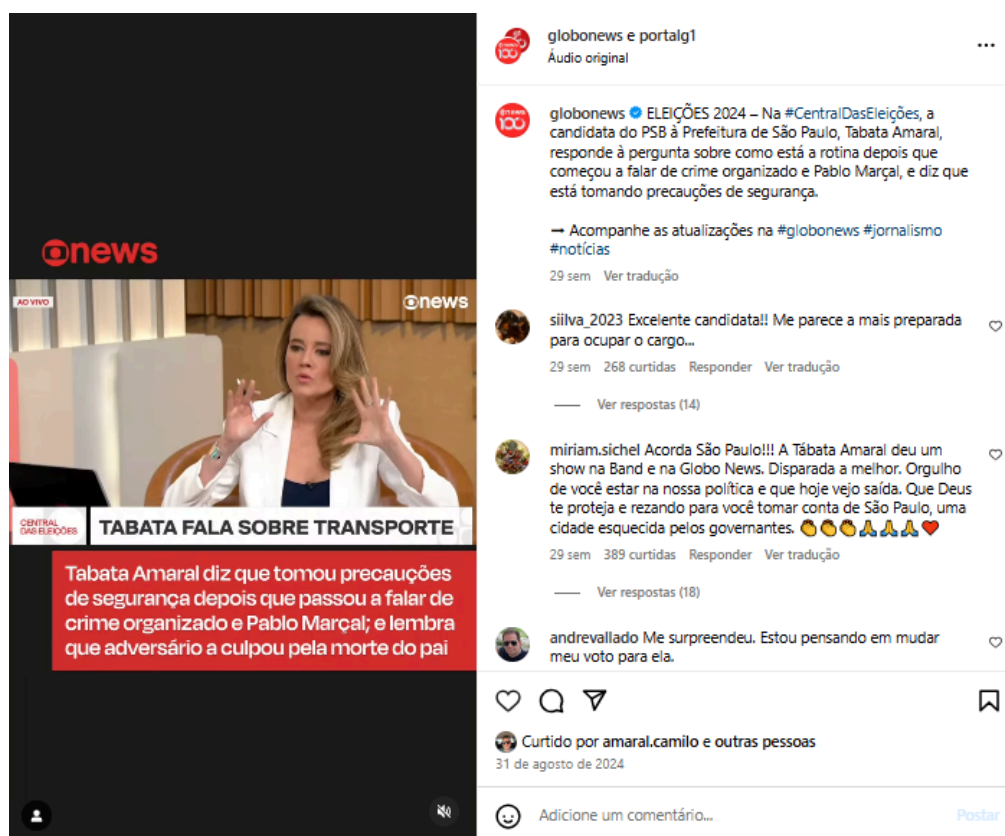 news
AO VIVO
news
CENTRAL
DAS ELEIÇÕES
TABATA FALA SOBRE TRANSPORTE
Tabata Amaral diz que tomou precauções
de segurança depois que passou a falar de
crime organizado e Pablo Marçal; e lembra
que adversário a culpou pela morte do pai
globonews e portalg1
Áudio original
globonews ELEIÇÕES 2024 – Na #CentralDasEleições, a
candidata do PSB à Prefeitura de São Paulo, Tabata Amaral,
responde à pergunta sobre como está a rotina depois que
começou a falar de crime organizado e Pablo Marçal, e diz que
está tomando precauções de segurança.
→ Acompanhe as atualizações na #globonews #jornalismo
#notícias
29 sem Ver tradução
siilva_2023 Excelente candidata!! Me parece a mais preparada
para ocupar o cargo...
29 sem 268 curtidas Responder Ver tradução
Ver respostas (14)
miriam.sichel Acorda São Paulo!!! A Tábata Amaral deu um
show na Band e na Globo News. Disparada a melhor. Orgulho
de você estar na nossa política e que hoje vejo saída. Que Deus
te proteja e rezando para você tomar conta de São Paulo, uma
cidade esquecida pelos governantes. 👏👏👏🙏🙏🙏❤️
29 sem 389 curtidas Responder Ver tradução
Ver respostas (18)
andrevallado Me surpreendeu. Estou pensando em mudar
meu voto para ela.
Curtido por amaral.camilo e outras pessoas
31 de agosto de 2024
Adicione um comentário...
Postar